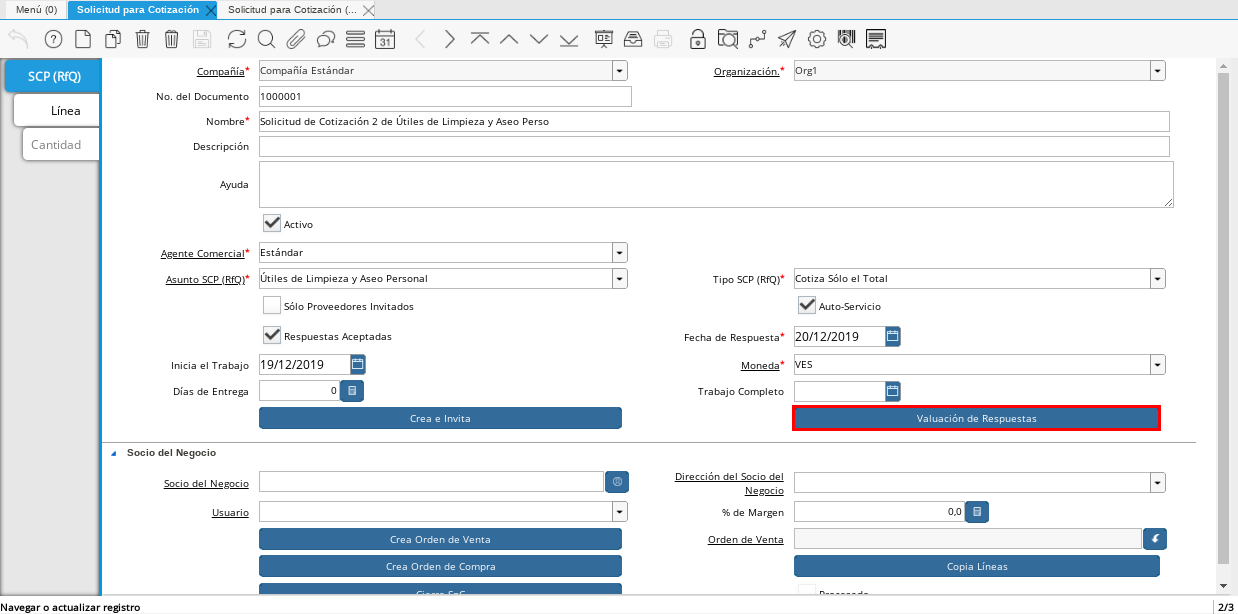 Menú (0) Solicitud para Cotización Solicitud para Cotización (...
31
SCP (RfQ)
Línea
Cantidad
Compañía* Compañía Estándar Organización.* Org1
No. del Documento 1000001
Nombre* Solicitud de Cotización 2 de Útiles de Limpieza y Aseo Perso
Descripción
Ayuda
Activo
Agente Comercial* Estándar
Asunto SCP (RfQ)* Útiles de Limpieza y Aseo Personal Tipo SCP (RfQ)* Cotiza Sólo el Total
Sólo Proveedores Invitados Auto-Servicio
Respuestas Aceptadas Fecha de Respuesta* 20/12/2019
Inicia el Trabajo 19/12/2019 Moneda* VES
Días de Entrega 0 Trabajo Completo
Crea e Invita Valuación de Respuestas
Socio del Negocio
Socio del Negocio Dirección del Socio del
Negocio
Usuario % de Margen 0,0
Crea Orden de Venta Orden de Venta
Crea Orden de Compra Copia Líneas
Navegar o actualizar registro 2/3